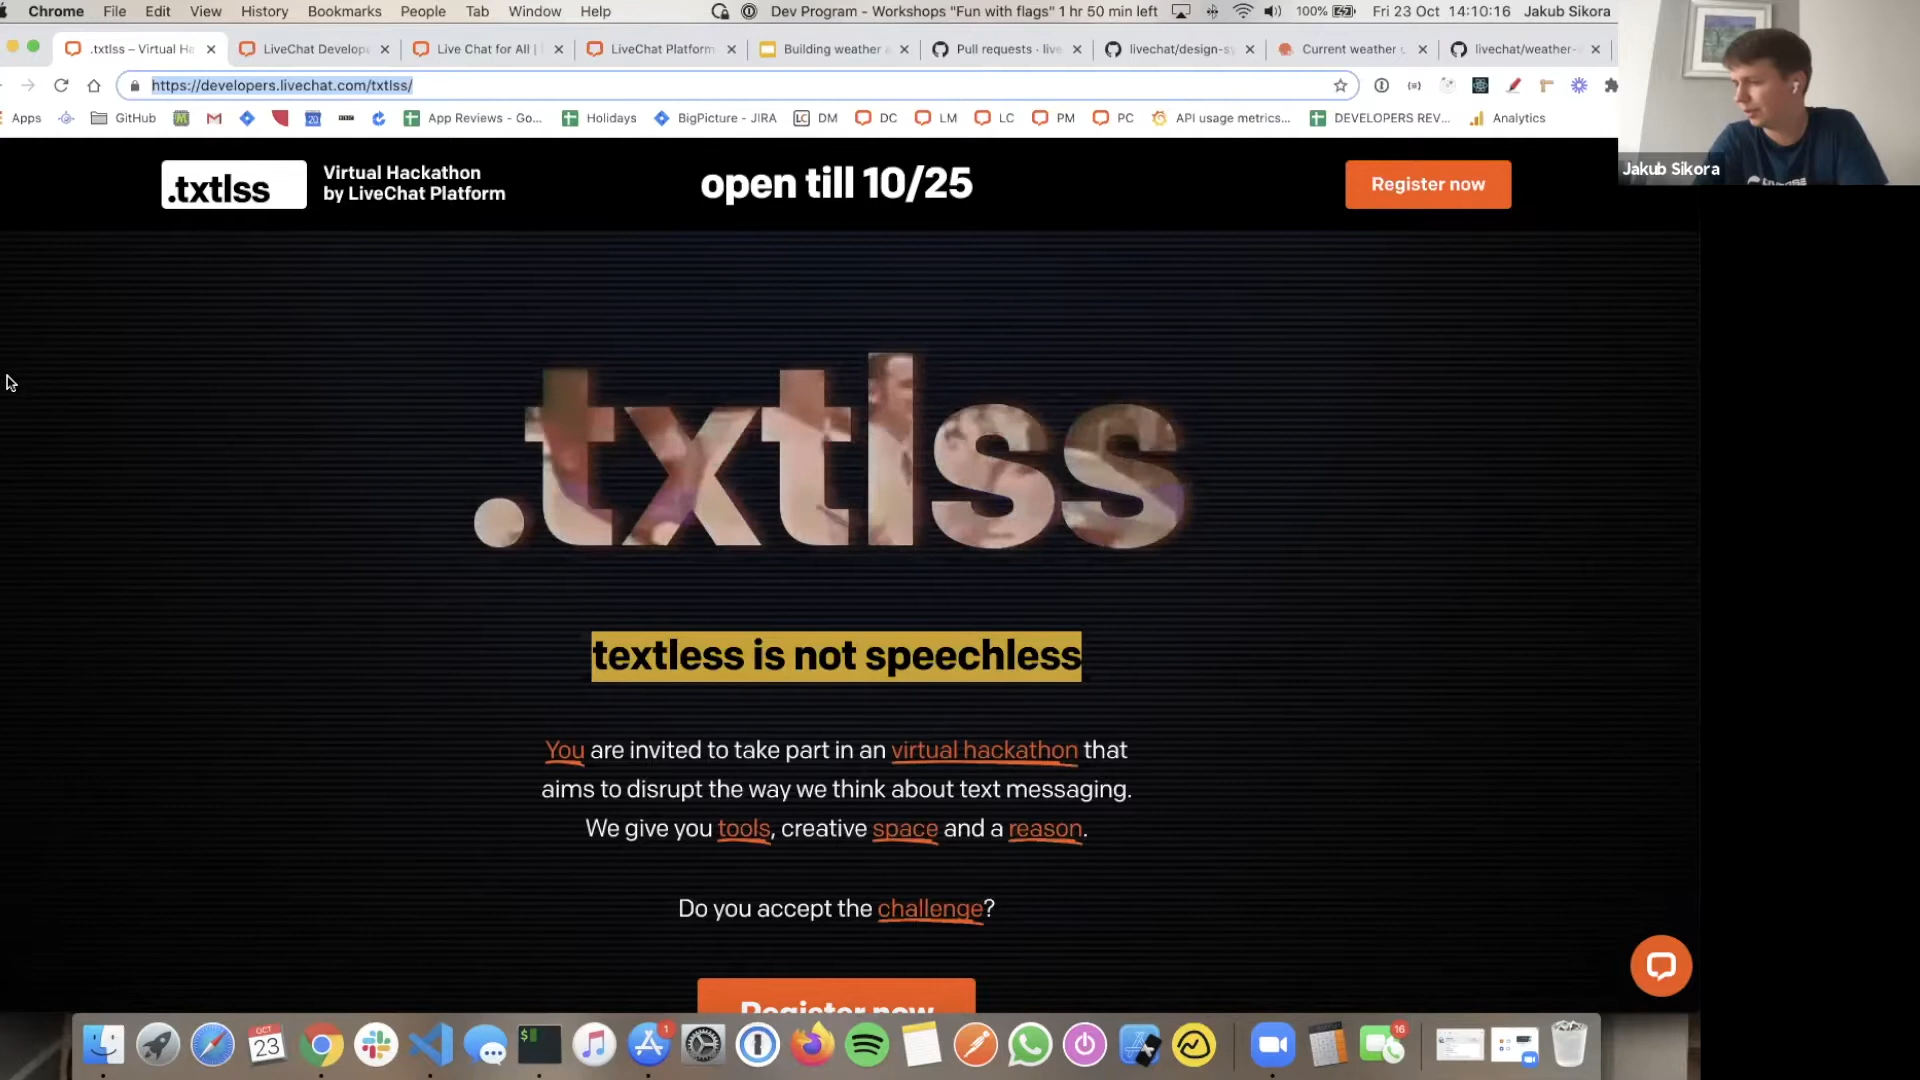 Chrome File Edit View History Bookmarks People Tab Window Help
Dev Program - Workshops "Fun with flags" 1 hr 50 min left 100% Fri 23 Oct 14:10:16 Jakub Sikora
.txtlss – Virtual Ha
LiveChat Develope
Live Chat for All |
LiveChat Platform
Building weather a
Pull requests · live
livechat/design-sy
Current weather
livechat/weather-
https://developers.livechat.com/txtlss/
Apps GitHub App Reviews - Go... Holidays BigPicture - JIRA DM DC LM LC PM PC API usage metrics... DEVELOPERS REV... Analytics
Jakub Sikora
.txtlss
Virtual Hackathon
by LiveChat Platform
open till 10/25
Register now
.txtlss
textless is not speechless
You are invited to take part in an virtual hackathon that
aims to disrupt the way we think about text messaging.
We give you tools, creative space and a reason.
Do you accept the challenge?
Register now
OCT
23
1
16